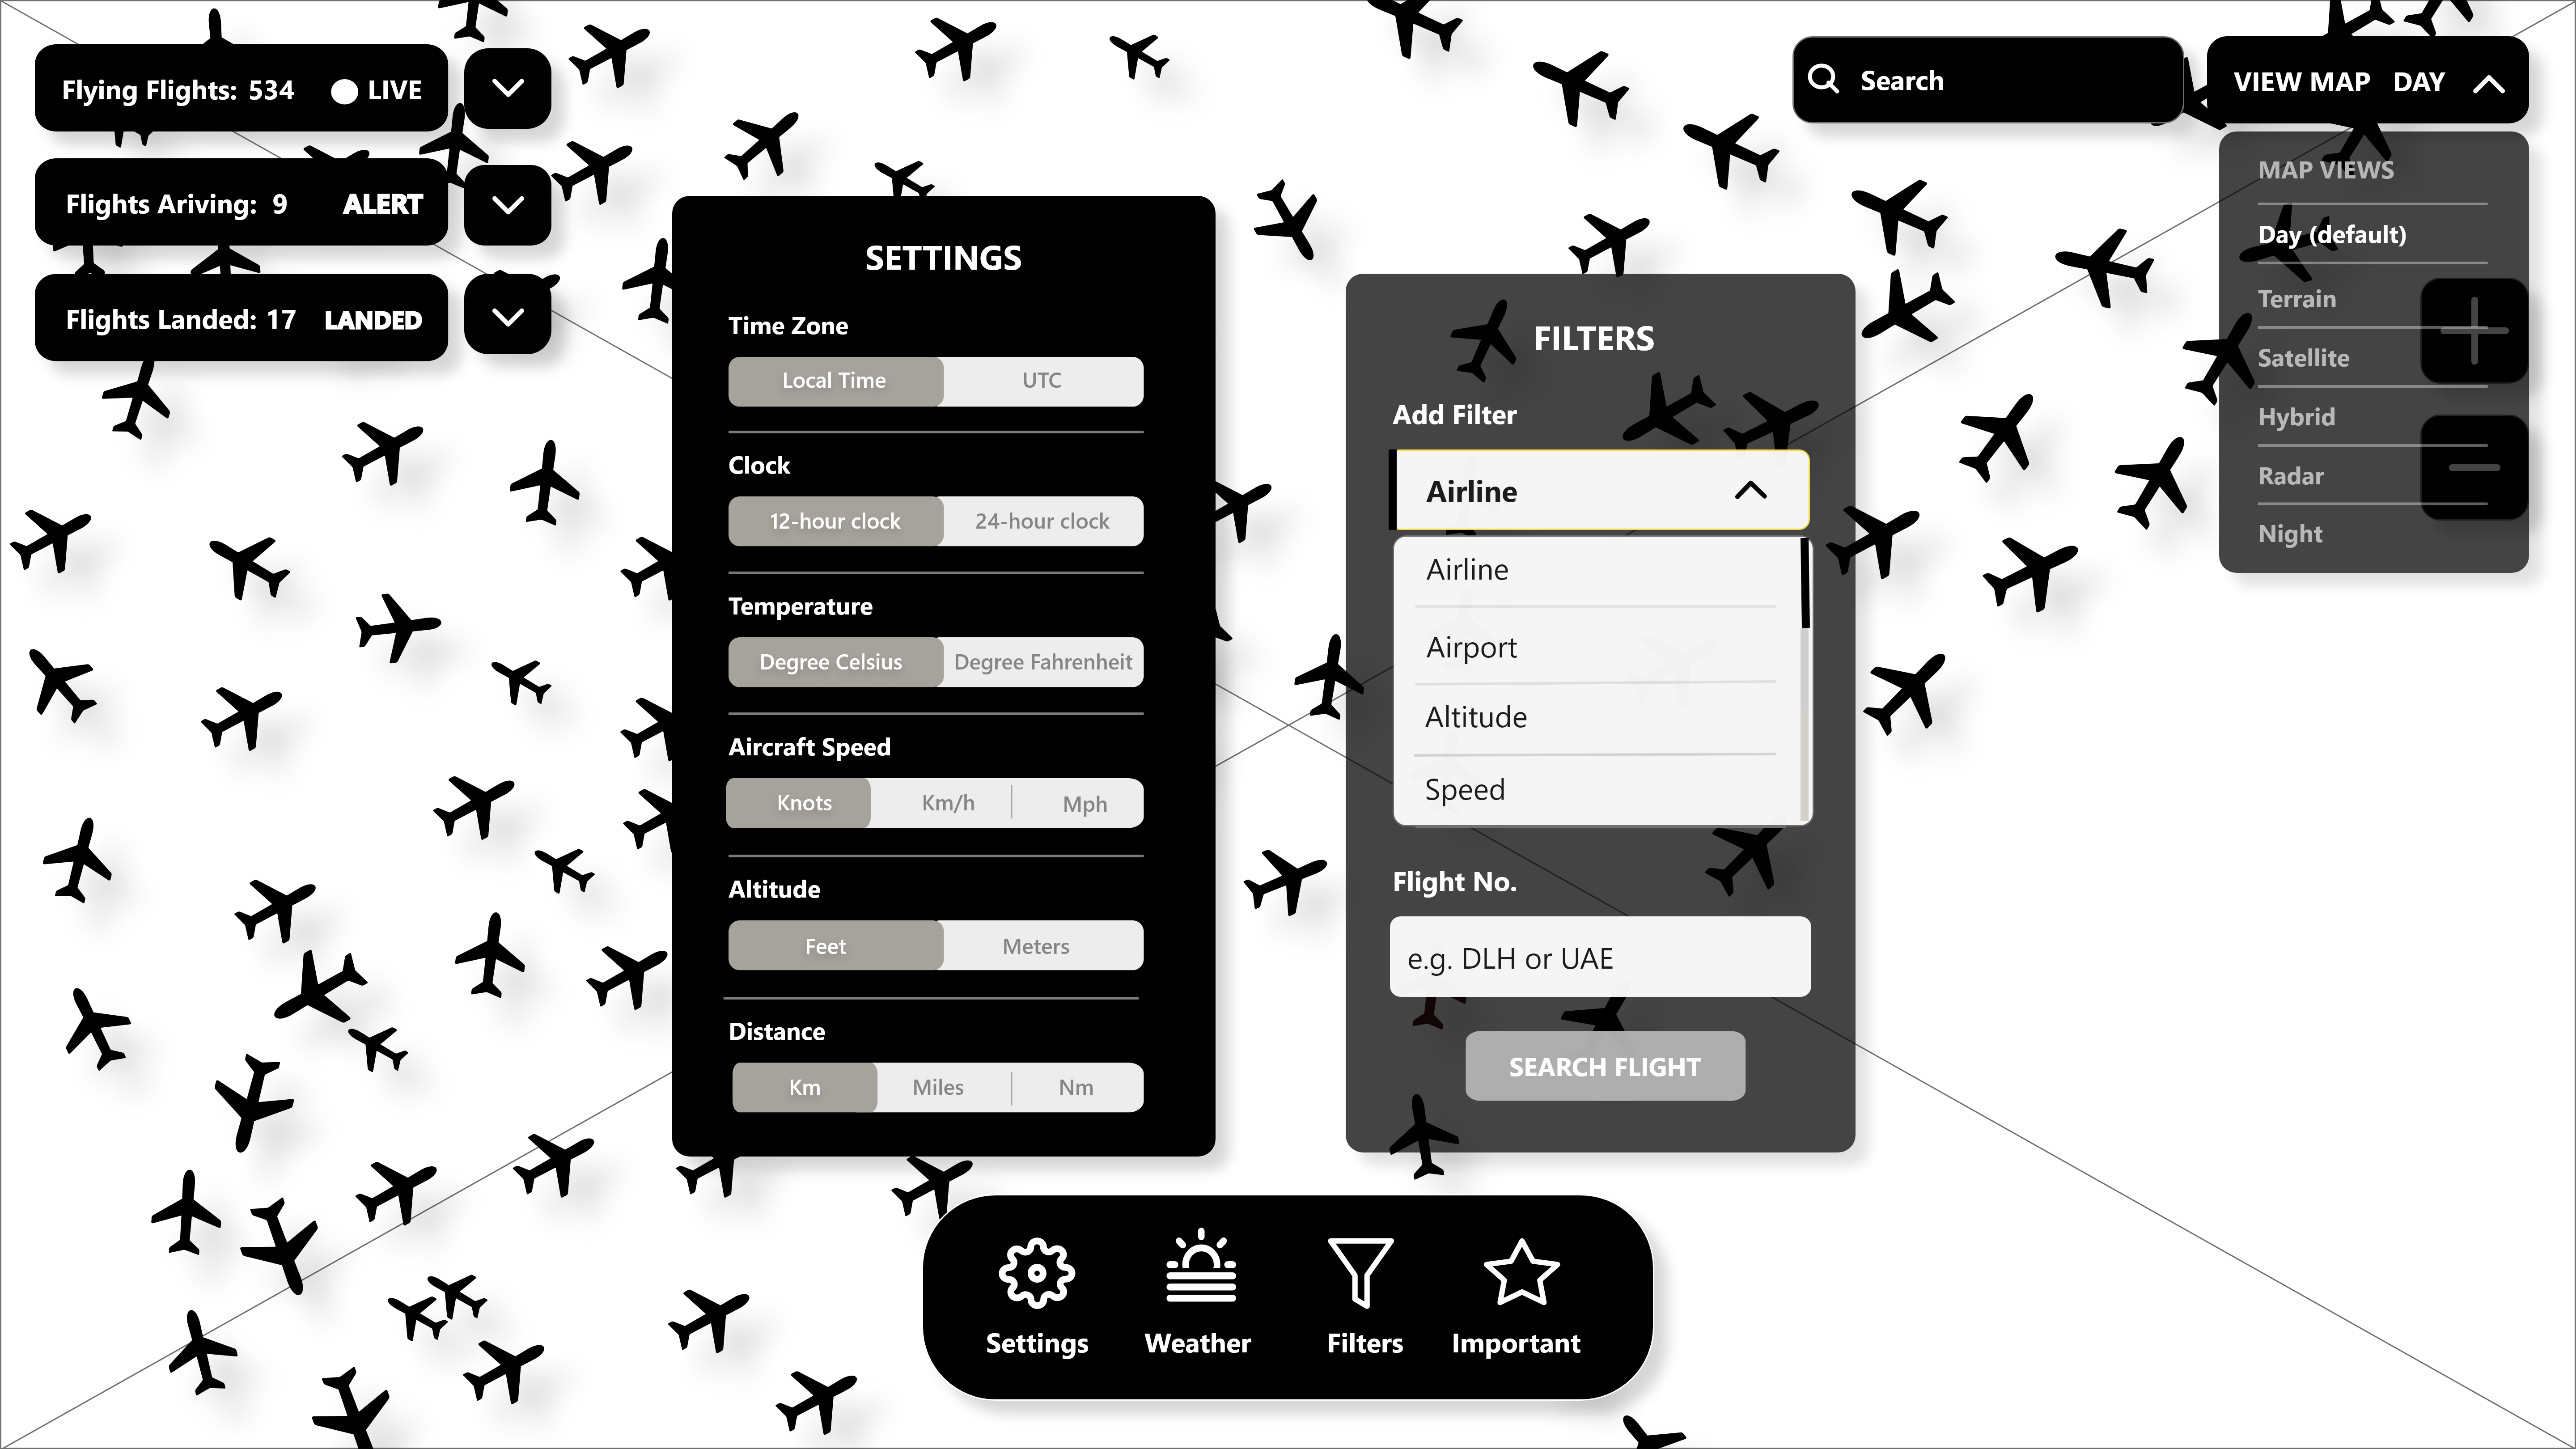 Flying Flights: 534 LIVE
Flights Ariving: 9 ALERT
Flights Landed: 17 LANDED
Search
VIEW MAP DAY
MAP VIEWS
Day (default)
Terrain
Satellite
Hybrid
Radar
Night
SETTINGS
Time Zone
Local Time UTC
Clock
12-hour clock 24-hour clock
Temperature
Degree Celsius Degree Fahrenheit
Aircraft Speed
Knots Km/h Mph
Altitude
Feet Meters
Distance
Km Miles Nm
FILTERS
Add Filter
Airline
Airline
Airport
Altitude
Speed
Flight No.
e.g. DLH or UAE
SEARCH FLIGHT
Settings Weather Filters Important